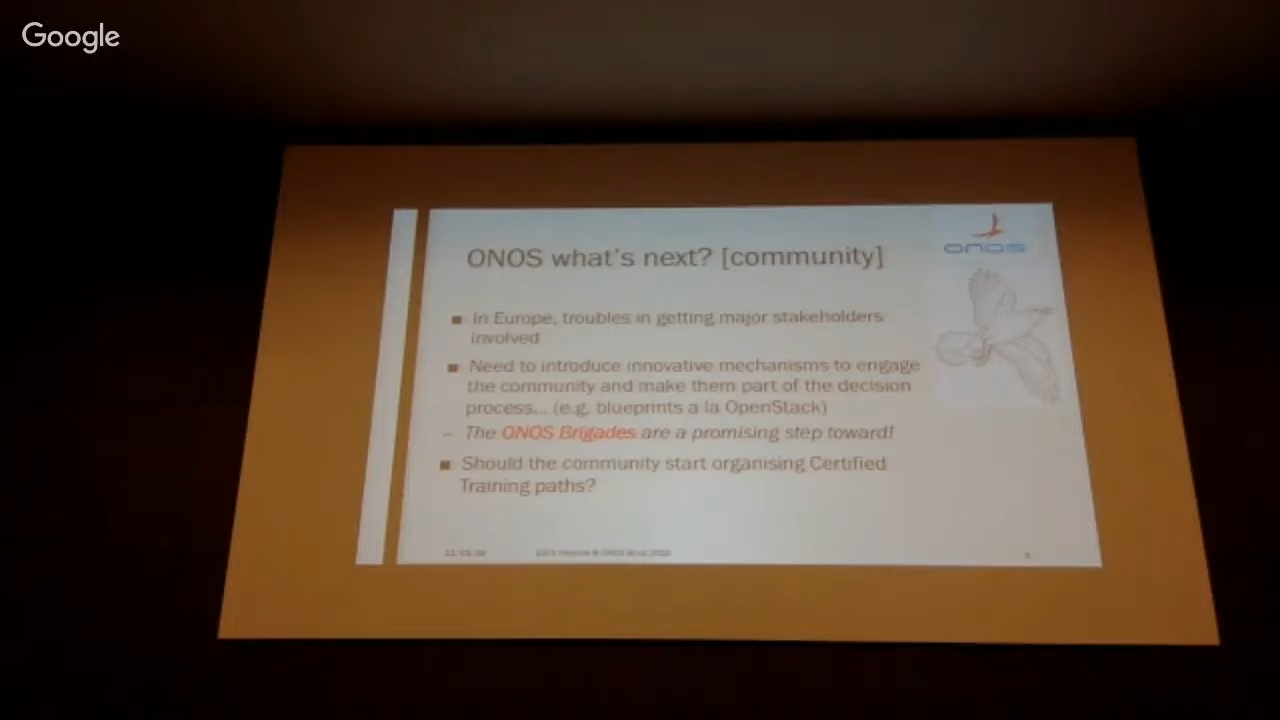 Google
ONOS
ONOS what's next? [community]
In Europe, troubles in getting major stakeholders
involved
Need to introduce innovative mechanisms to engage
the community and make them part of the decision
process... (e.g. blueprints a la OpenStack)
– The ONOS Brigades are a promising step toward!
Should the community start organising Certified
Training paths?